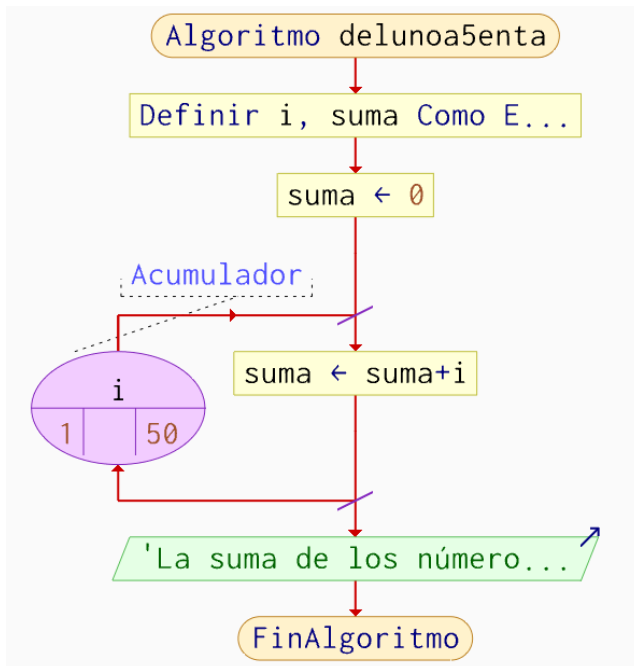 Algoritmo delunoa5enta
Definir i, suma Como E...
suma ← 0
Acumulador
i
1 50
suma ← suma+i
'La suma de los número...
FinAlgoritmo